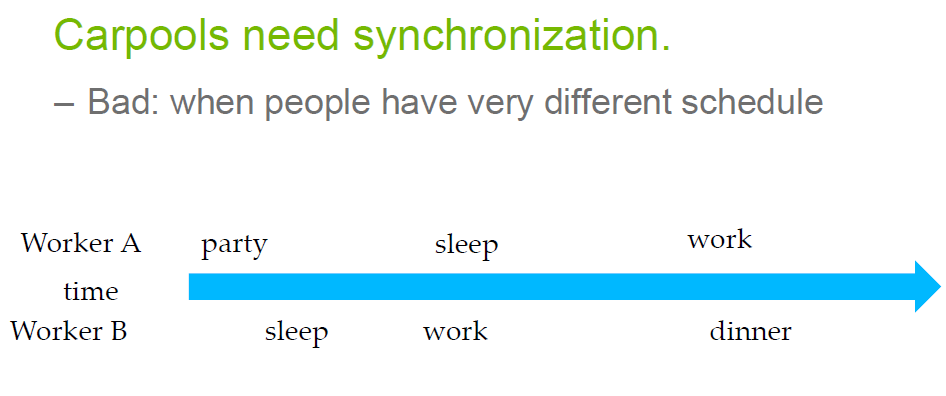 Carpools need synchronization.
– Bad: when people have very different schedule
Worker A party sleep work
time
Worker B sleep work dinner